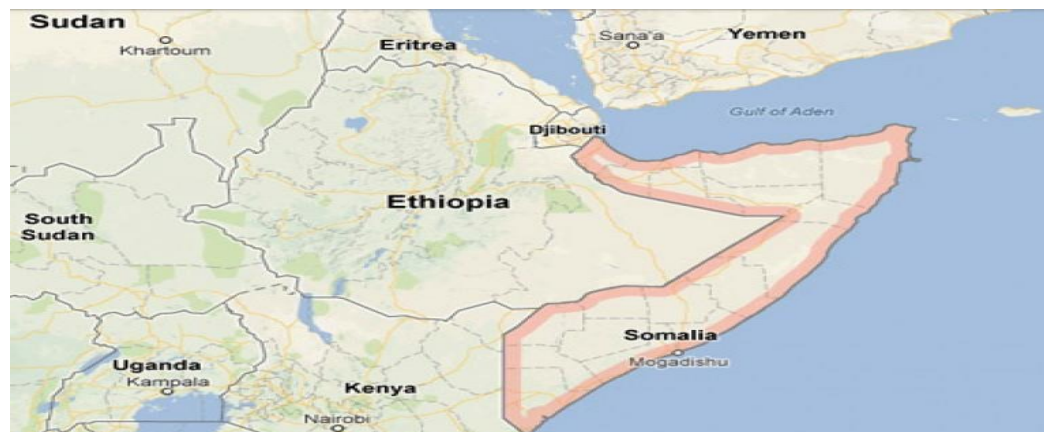 Sudan
Khartoum
Eritrea
Sana'a
Yemen
Gulf of Aden
Djibouti
Ethiopia
South
Sudan
Somalia
Mogadishu
Uganda
Kampala
Kenya
Nairobi